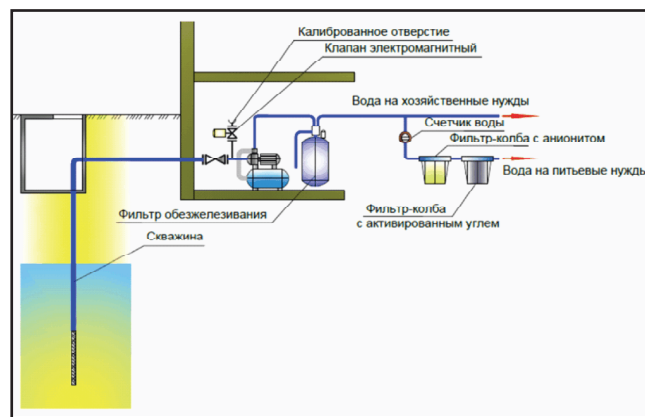 Калиброванное отверстие
Клапан электромагнитный
Вода на хозяйственные нужды
Счетчик воды
Фильтр-колба с анионитом
Вода на питьевые нужды
Фильтр обезжелезивания
Фильтр-колба
с активированным углем
Скважина